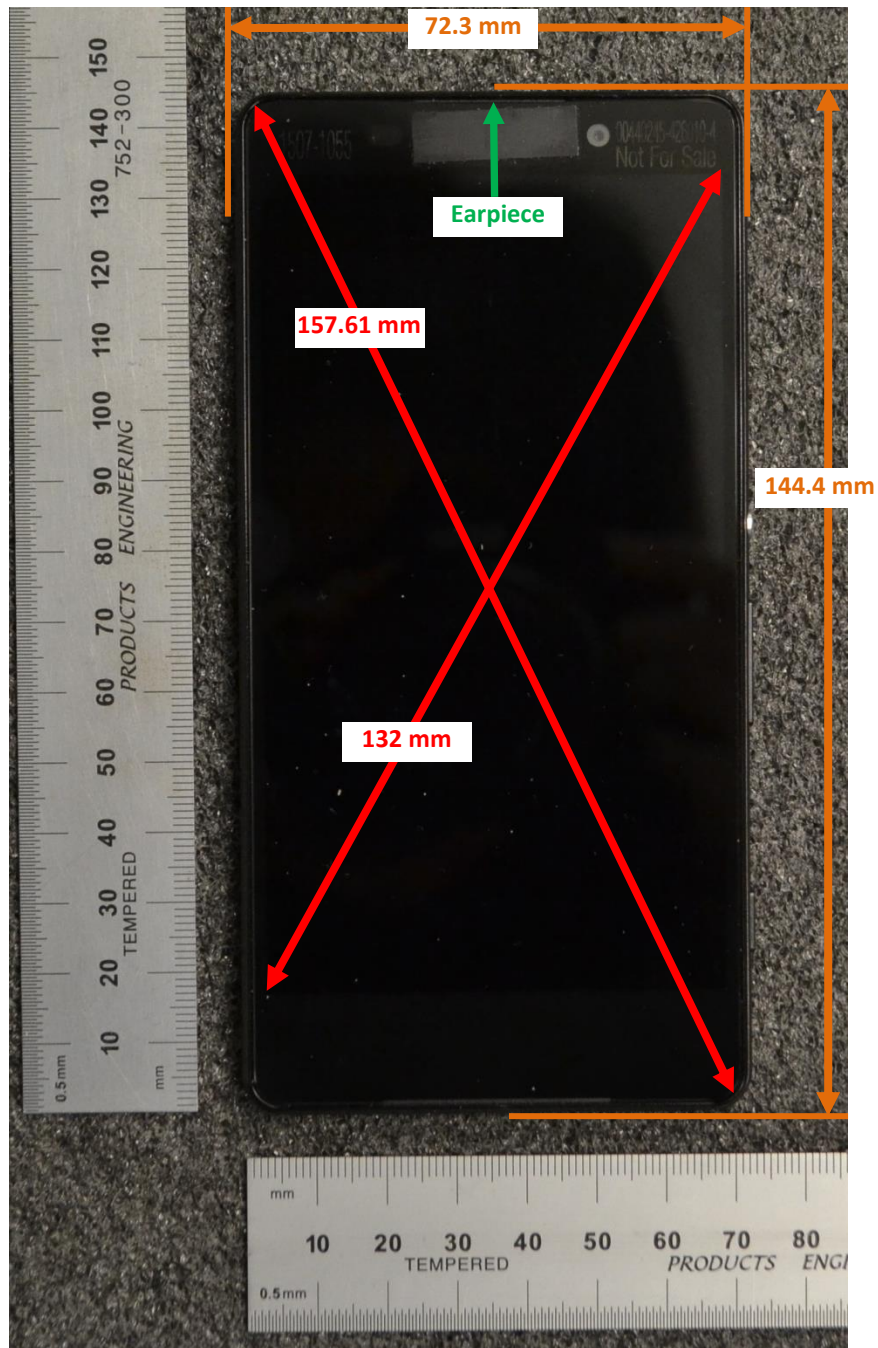 72.3 mm
1507-1055
Not For Sale
Earpiece
157.61 mm
144.4 mm
132 mm
150
140
130
120
110
100
90
80
70
60
50
40
30
20
10
752-300
PRODUCTS ENGINEERING
TEMPERED
0.5mm
mm
mm
10 20 30 40 50 60 70 80
TEMPERED PRODUCTS ENGI
0.5mm